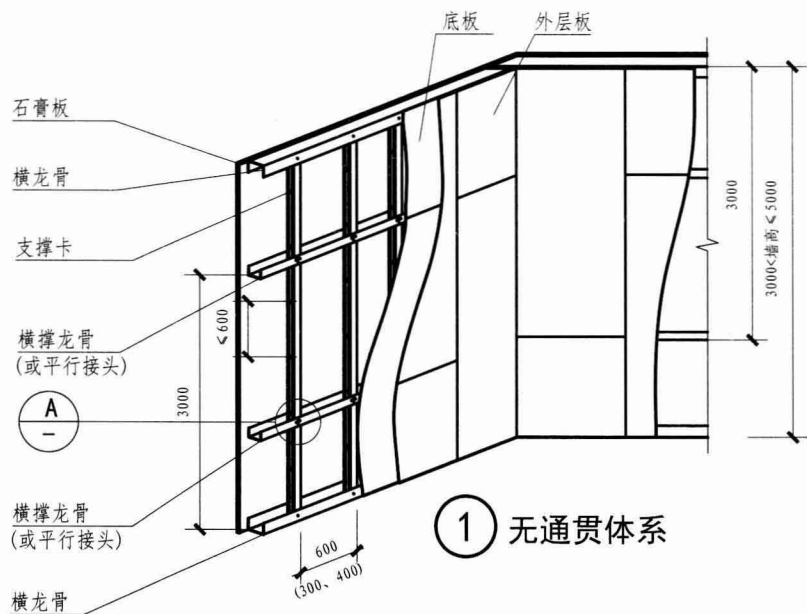 底板
外层板
石膏板
横龙骨
支撑卡
横撑龙骨
(或平行接头)
A
—
横撑龙骨
(或平行接头)
横龙骨
≤600
3000
600
(300、400)
3000
3000<墙高≤5000
1 无通贯体系